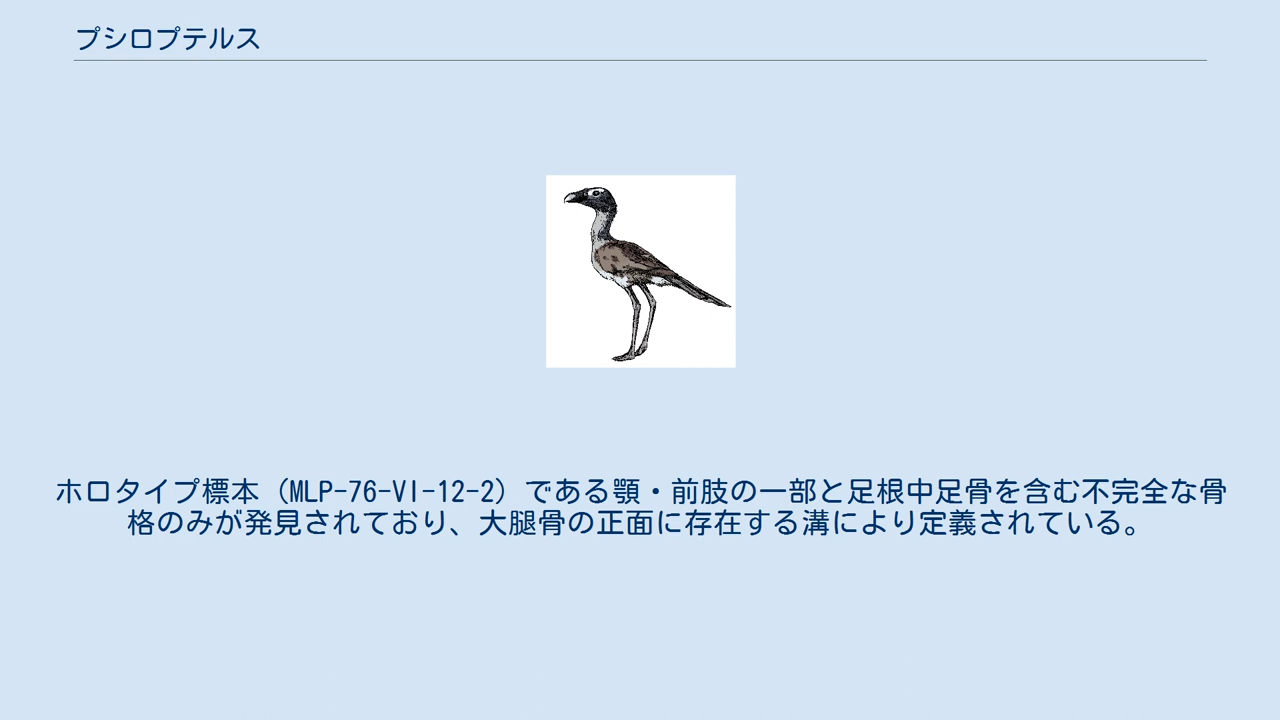 プシロプテルス
ホロタイプ標本（MLP-76-VI-12-2）である顎・前肢の一部と足根中足骨を含む不完全な骨
格のみが発見されており、大腿骨の正面に存在する溝により定義されている。